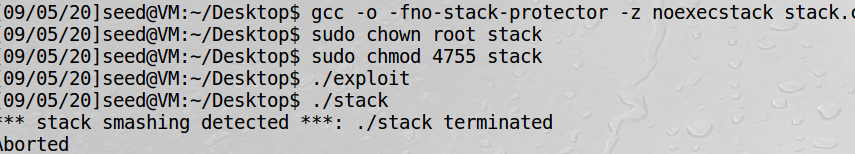 [09/05/20]seed@VM:~/Desktop$ gcc -o -fno-stack-protector -z noexecstack stack.c
[09/05/20]seed@VM:~/Desktop$ sudo chown root stack
[09/05/20]seed@VM:~/Desktop$ sudo chmod 4755 stack
[09/05/20]seed@VM:~/Desktop$ ./exploit
[09/05/20]seed@VM:~/Desktop$ ./stack
*** stack smashing detected ***: ./stack terminated
Aborted